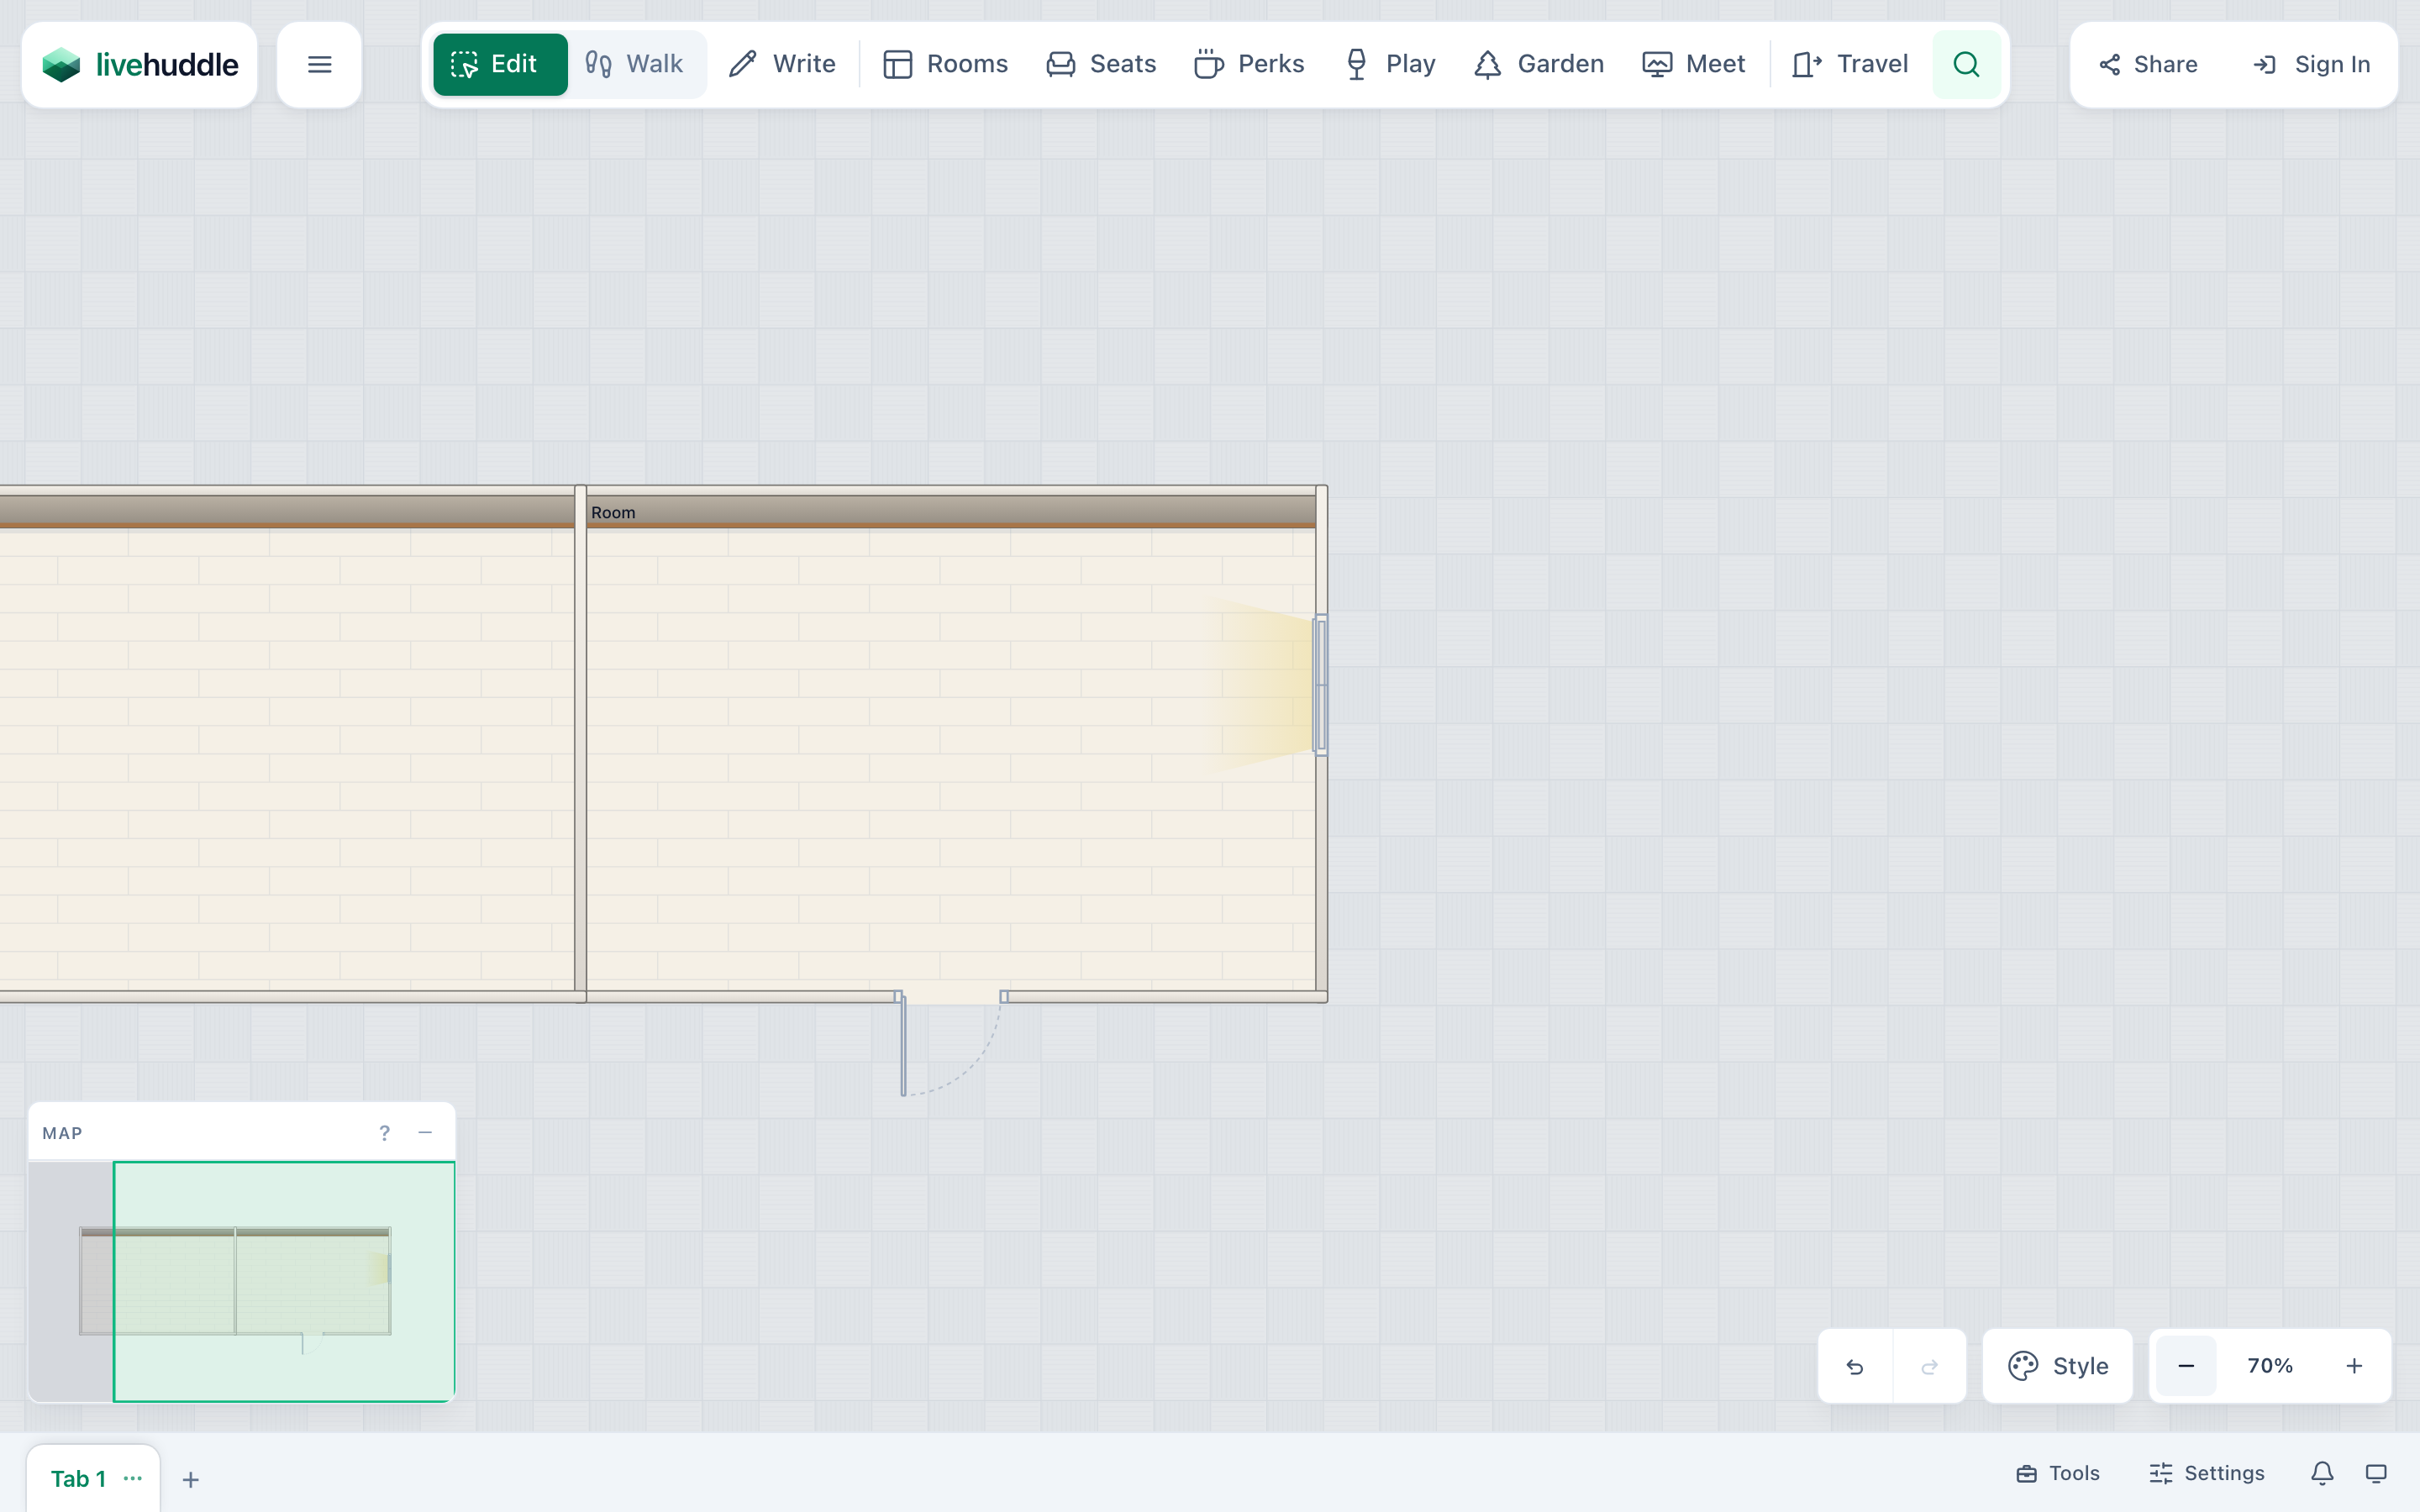 livehuddle
Edit
Walk
Write
Rooms
Seats
Perks
Play
Garden
Meet
Travel
Share
Sign In
Room
MAP
?
Style
70%
Tab 1
Tools
Settings